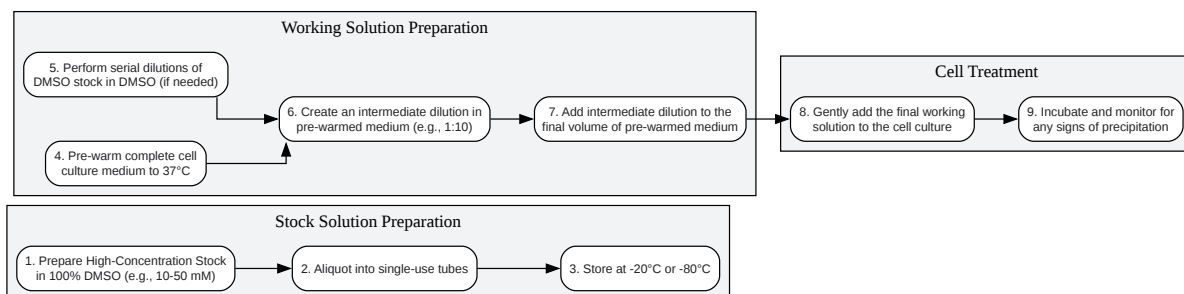 Working Solution Preparation
5. Perform serial dilutions of
DMSO stock in DMSO (if needed)
6. Create an intermediate dilution in
pre-warmed medium (e.g., 1:10)
7. Add intermediate dilution to the
final volume of pre-warmed medium
4. Pre-warm complete cell
culture medium to 37°C
Cell Treatment
8. Gently add the final working
solution to the cell culture
9. Incubate and monitor for
any signs of precipitation
Stock Solution Preparation
1. Prepare High-Concentration Stock
in 100% DMSO (e.g., 10-50 mM)
2. Aliquot into single-use tubes
3. Store at -20°C or -80°C